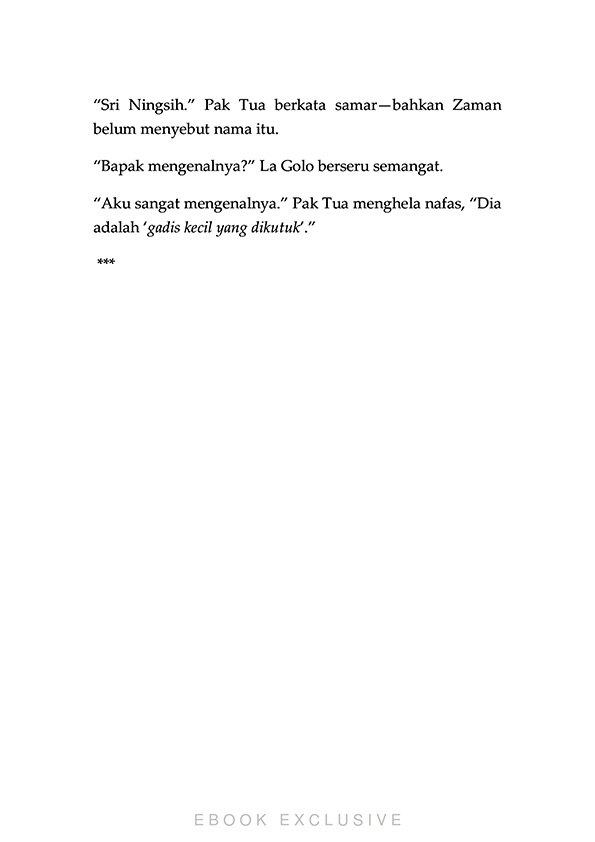 “Sri Ningsih.” Pak Tua berkata samar—bahkan Zaman
belum menyebut nama itu.
“Bapak mengenalnya?” La Golo berseru semangat.
“Aku sangat mengenalnya.” Pak Tua menghela nafas, “Dia
adalah ‘gadis kecil yang dikutuk’.”
***
EBOOK EXCLUSIVE